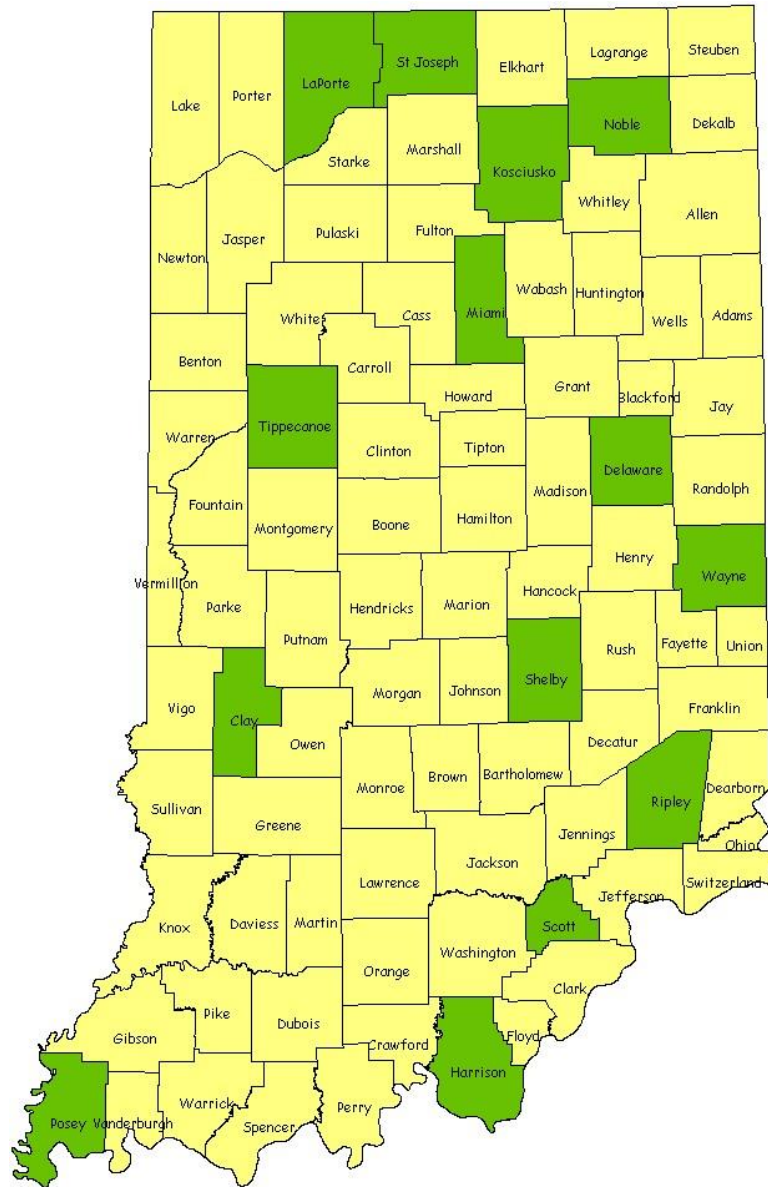 Steuben
Lagrange
Elkhart
St Joseph
LaPorte
Porter
Lake
Noble
Dekalb
Marshall
Starke
Kosciusko
Whitley
Allen
Fulton
Pulaski
Jasper
Newton
Wabash
Huntington
Miami
Cass
White
Wells
Adams
Benton
Carroll
Howard
Grant
Blackford
Jay
Warren
Tippecanoe
Clinton
Tipton
Delaware
Madison
Randolph
Fountain
Montgomery
Boone
Hamilton
Henry
Wayne
Vermillion
Parke
Putnam
Hendricks
Marion
Hancock
Rush
Fayette
Union
Vigo
Clay
Morgan
Johnson
Shelby
Franklin
Owen
Decatur
Sullivan
Monroe
Brown
Bartholomew
Dearborn
Ripley
Greene
Jennings
Ohio
Jackson
Lawrence
Switzerland
Jefferson
Knox
Daviess
Martin
Scott
Washington
Orange
Clark
Pike
Dubois
Gibson
Floyd
Crawford
Harrison
Posey
Vanderburgh
Warrick
Perry
Spencer